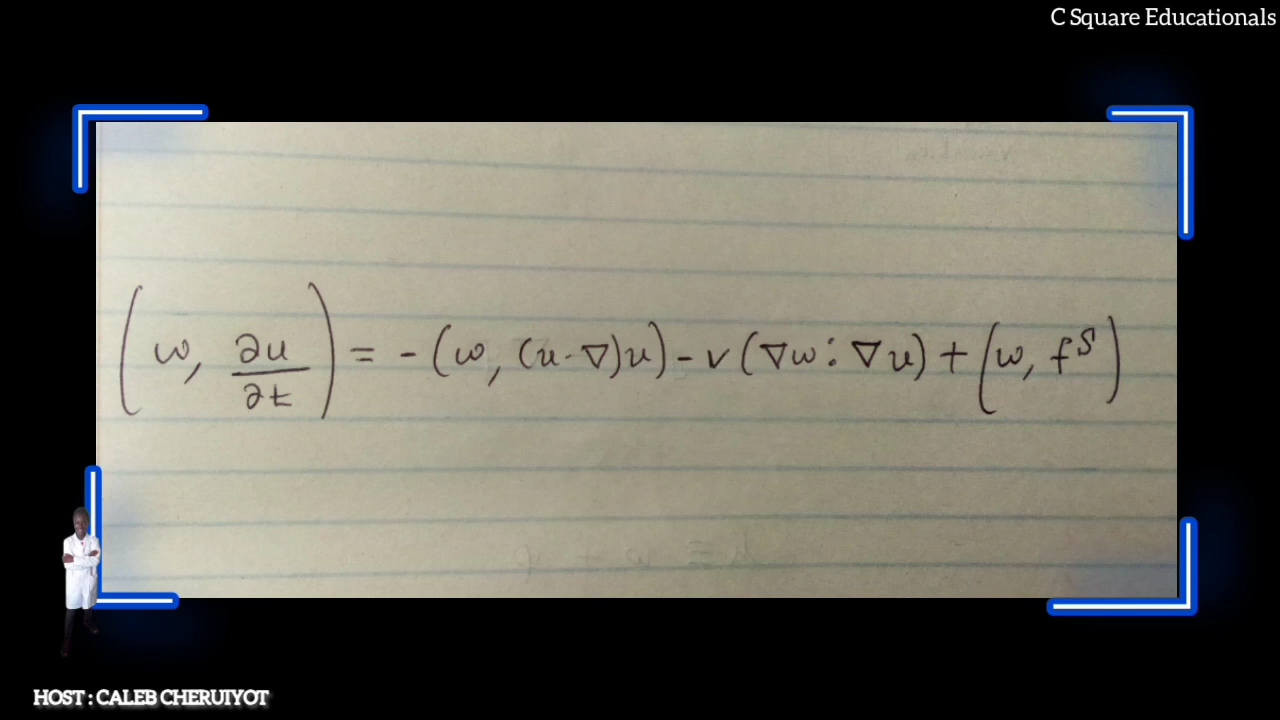 C Square Educationals
(w, ∂u/∂t) = - (w, (u·∇)u) - ν(∇w : ∇u) + (w, f^S)
HOST : CALEB CHERUIYOT